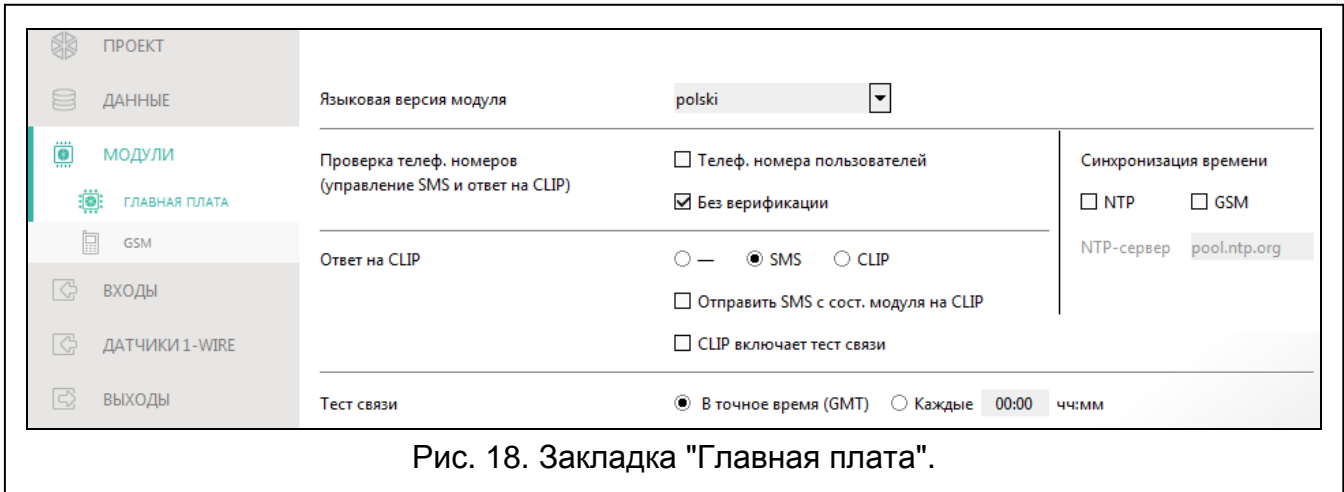 ПРОЕКТ
ДАННЫЕ
МОДУЛИ
ГЛАВНАЯ ПЛАТА
GSM
ВХОДЫ
ДАТЧИКИ 1-WIRE
ВЫХОДЫ
Языковая версия модуля polski
Проверка телеф. номеров
(управление SMS и ответ на CLIP)
Телеф. номера пользователей
Без верификации
Синхронизация времени
NTP GSM
NTP-сервер pool.ntp.org
Ответ на CLIP — SMS CLIP
Отправить SMS с сост. модуля на CLIP
CLIP включает тест связи
Тест связи В точное время (GMT) Каждые 00:00 чч:мм
Рис. 18. Закладка "Главная плата".